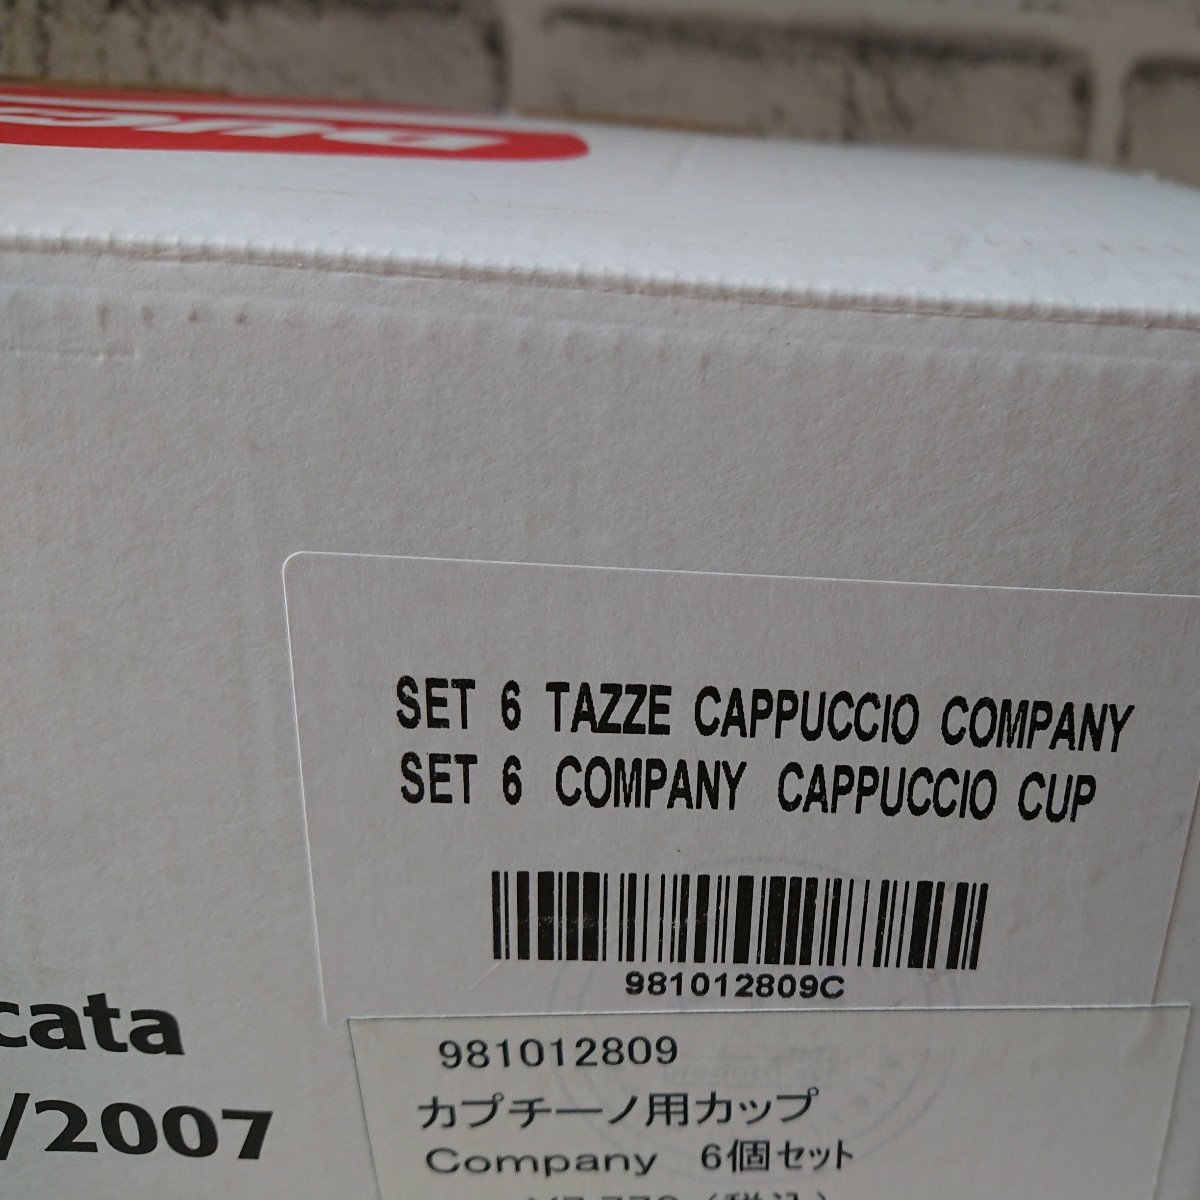 SET 6 TAZZE CAPPUCCIO COMPANY
SET 6 COMPANY CAPPUCCIO CUP
981012809C
cata
/2007
981012809
カプチーノ用カップ
Company 6個セット